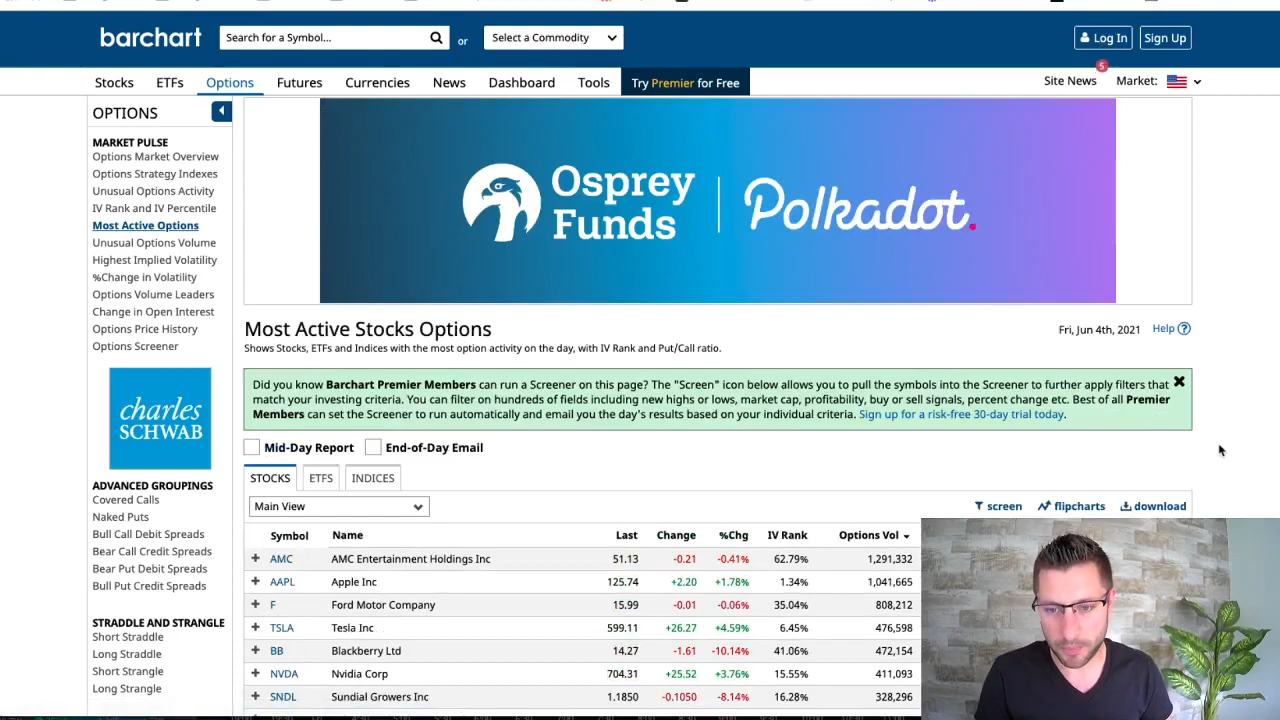 barchart
Search for a Symbol...
or
Select a Commodity
Log In
Sign Up
Stocks
ETFs
Options
Futures
Currencies
News
Dashboard
Tools
Try Premier for Free
Site News
5
Market:
OPTIONS
MARKET PULSE
Options Market Overview
Options Strategy Indexes
Unusual Options Activity
IV Rank and IV Percentile
Most Active Options
Unusual Options Volume
Highest Implied Volatility
%Change in Volatility
Options Volume Leaders
Change in Open Interest
Options Price History
Options Screener
charles
SCHWAB
ADVANCED GROUPINGS
Covered Calls
Naked Puts
Bull Call Debit Spreads
Bear Call Credit Spreads
Bear Put Debit Spreads
Bull Put Credit Spreads
STRADDLE AND STRANGLE
Short Straddle
Long Straddle
Short Strangle
Long Strangle
Osprey
Funds
Polkadot.
Most Active Stocks Options
Fri, Jun 4th, 2021
Help ?
Shows Stocks, ETFs and Indices with the most option activity on the day, with IV Rank and Put/Call ratio.
Did you know Barchart Premier Members can run a Screener on this page? The "Screen" icon below allows you to pull the symbols into the Screener to further apply filters that
match your investing criteria. You can filter on hundreds of fields including new highs or lows, market cap, profitability, buy or sell signals, percent change etc. Best of all Premier
Members can set the Screener to run automatically and email you the day's results based on your individual criteria. Sign up for a risk-free 30-day trial today.
Mid-Day Report
End-of-Day Email
STOCKS
ETFS
INDICES
Main View
screen
flipcharts
download
Symbol Name Last Change %Chg IV Rank Options Vol
AMC AMC Entertainment Holdings Inc 51.13 -0.21 -0.41% 62.79% 1,291,332
AAPL Apple Inc 125.74 +2.20 +1.78% 1.34% 1,041,665
F Ford Motor Company 15.99 -0.01 -0.06% 35.04% 808,212
TSLA Tesla Inc 599.11 +26.27 +4.59% 6.45% 476,598
BB Blackberry Ltd 14.27 -1.61 -10.14% 41.06% 472,154
NVDA Nvidia Corp 704.31 +25.52 +3.76% 15.55% 411,093
SNDL Sundial Growers Inc 1.1850 -0.1050 -8.14% 16.28% 328,296